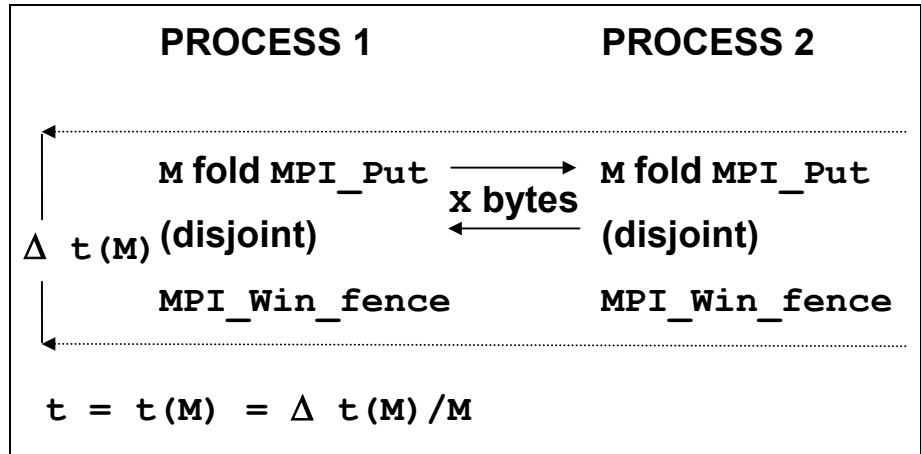 PROCESS 1 PROCESS 2
M fold MPI_Put M fold MPI_Put
X bytes
Δ t(M) (disjoint) (disjoint)
MPI_Win_fence MPI_Win_fence
t = t(M) = Δ t(M)/M